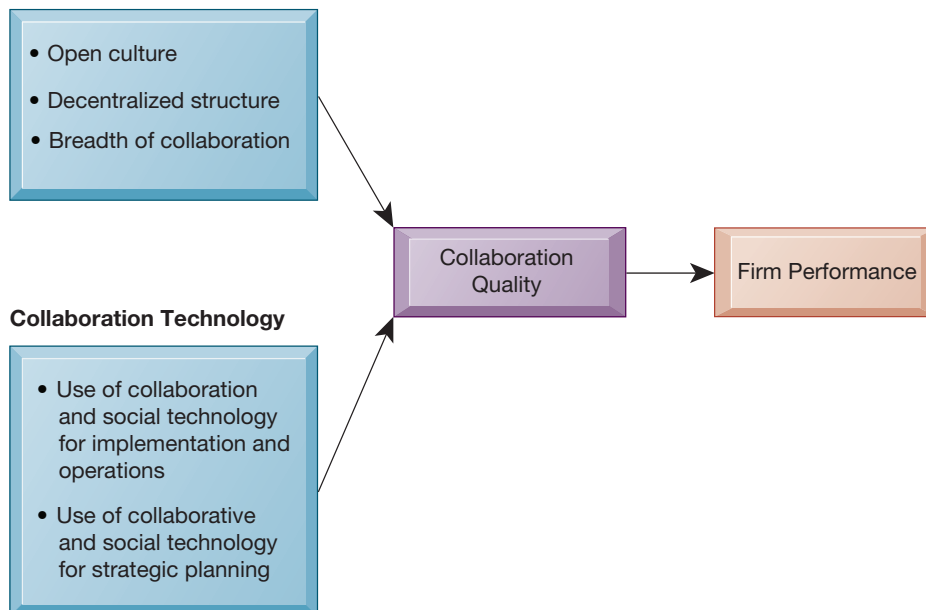 • Open culture
• Decentralized structure
• Breadth of collaboration
Collaboration
Quality
Firm Performance
Collaboration Technology
• Use of collaboration
and social technology
for implementation and
operations
• Use of collaborative
and social technology
for strategic planning